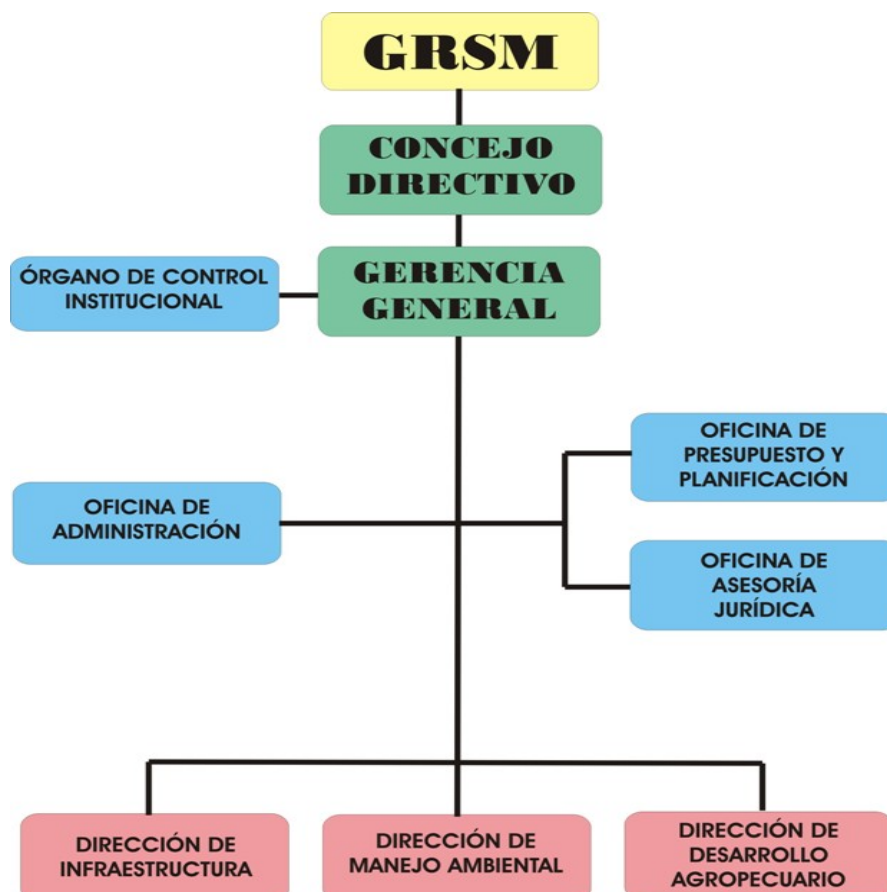 GRSM
CONCEJO
DIRECTIVO
GERENCIA
GENERAL
ÓRGANO DE CONTROL
INSTITUCIONAL
OFICINA DE
PRESUPUESTO Y
PLANIFICACIÓN
OFICINA DE
ADMINISTRACIÓN
OFICINA DE
ASESORÍA
JURÍDICA
DIRECCIÓN DE
INFRAESTRUCTURA
DIRECCIÓN DE
MANEJO AMBIENTAL
DIRECCIÓN DE
DESARROLLO
AGROPECUARIO